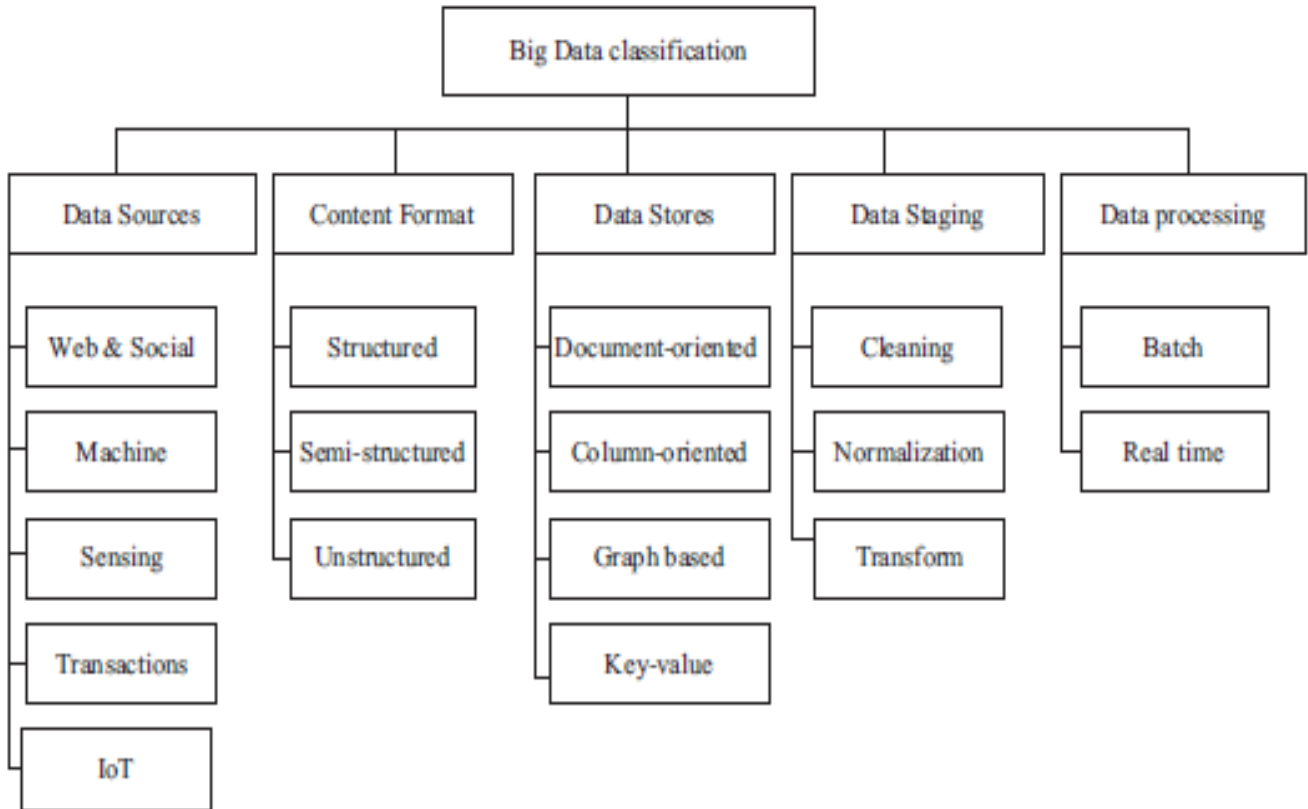 Big Data classification
Data Sources
Content Format
Data Stores
Data Staging
Data processing
Web & Social
Structured
Document-oriented
Cleaning
Batch
Machine
Semi-structured
Column-oriented
Normalization
Real time
Sensing
Unstructured
Graph based
Transform
Transactions
Key-value
IoT